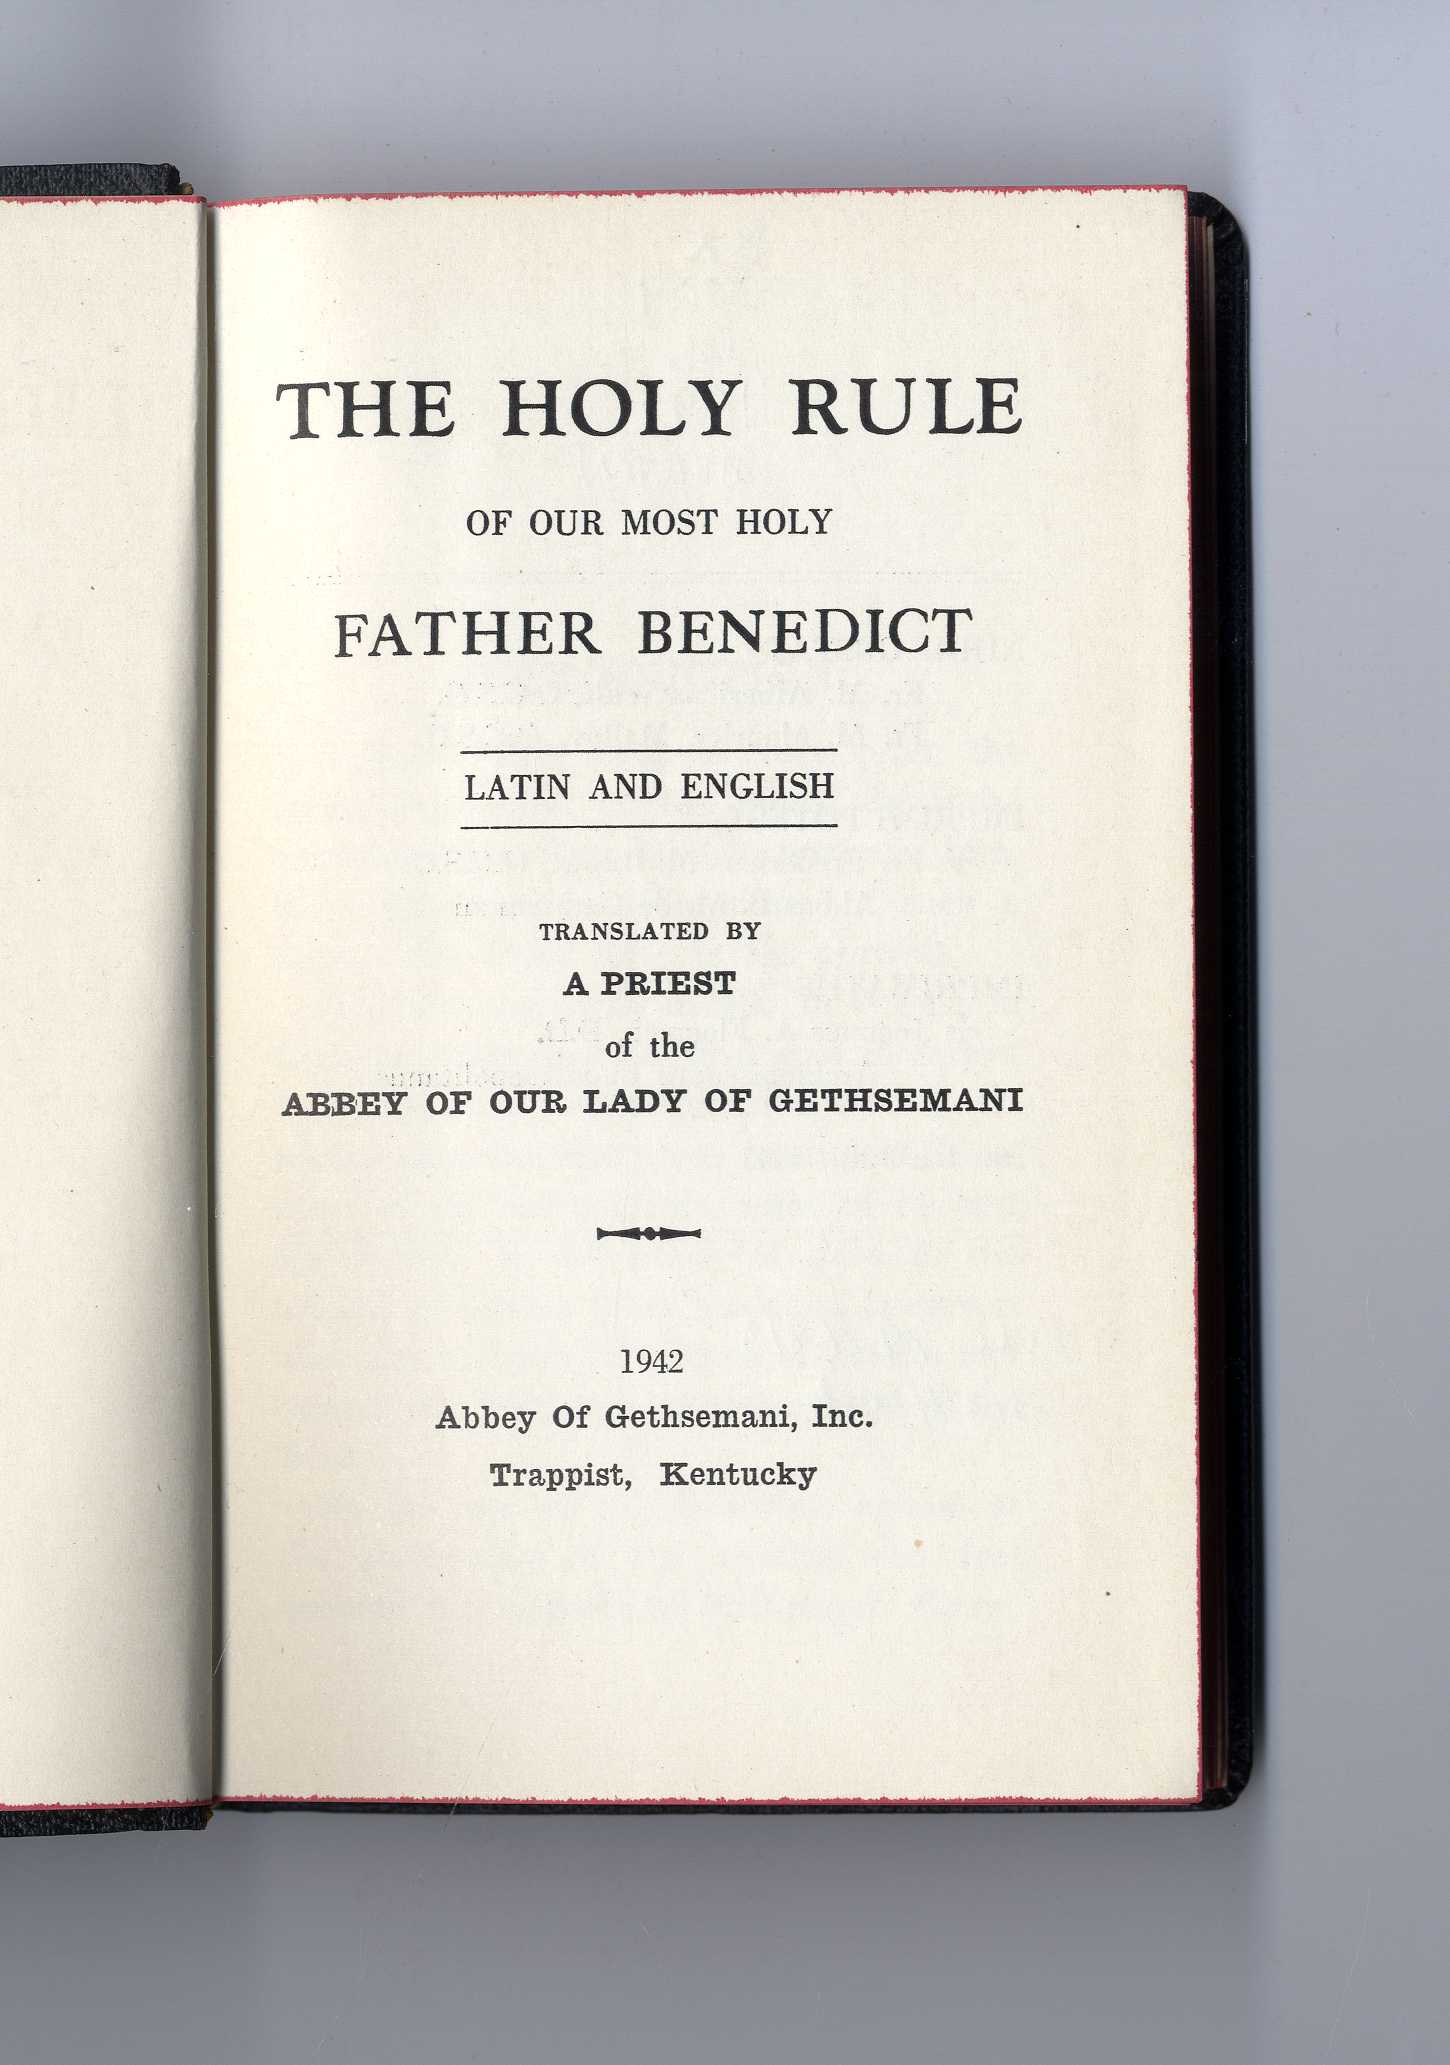 THE HOLY RULE
OF OUR MOST HOLY
FATHER BENEDICT
LATIN AND ENGLISH
TRANSLATED BY
A PRIEST
of the
ABBEY OF OUR LADY OF GETHSEMANI
1942
Abbey Of Gethsemani, Inc.
Trappist, Kentucky